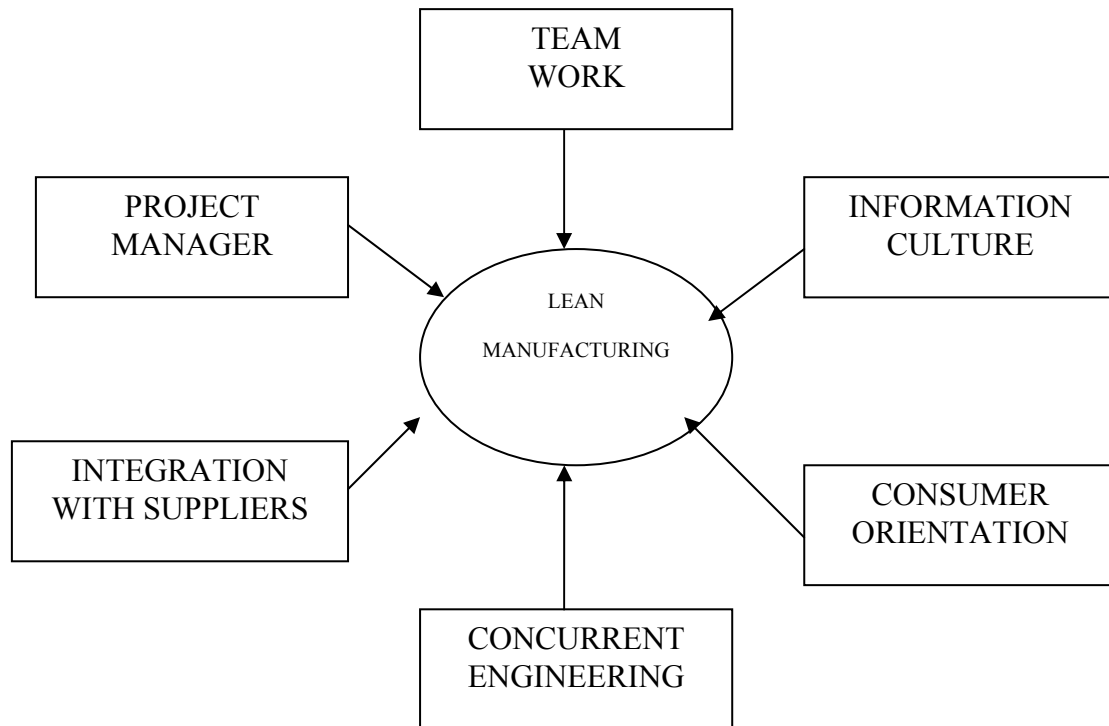 TEAM
WORK
PROJECT
MANAGER
INFORMATION
CULTURE
LEAN
MANUFACTURING
INTEGRATION
WITH SUPPLIERS
CONSUMER
ORIENTATION
CONCURRENT
ENGINEERING